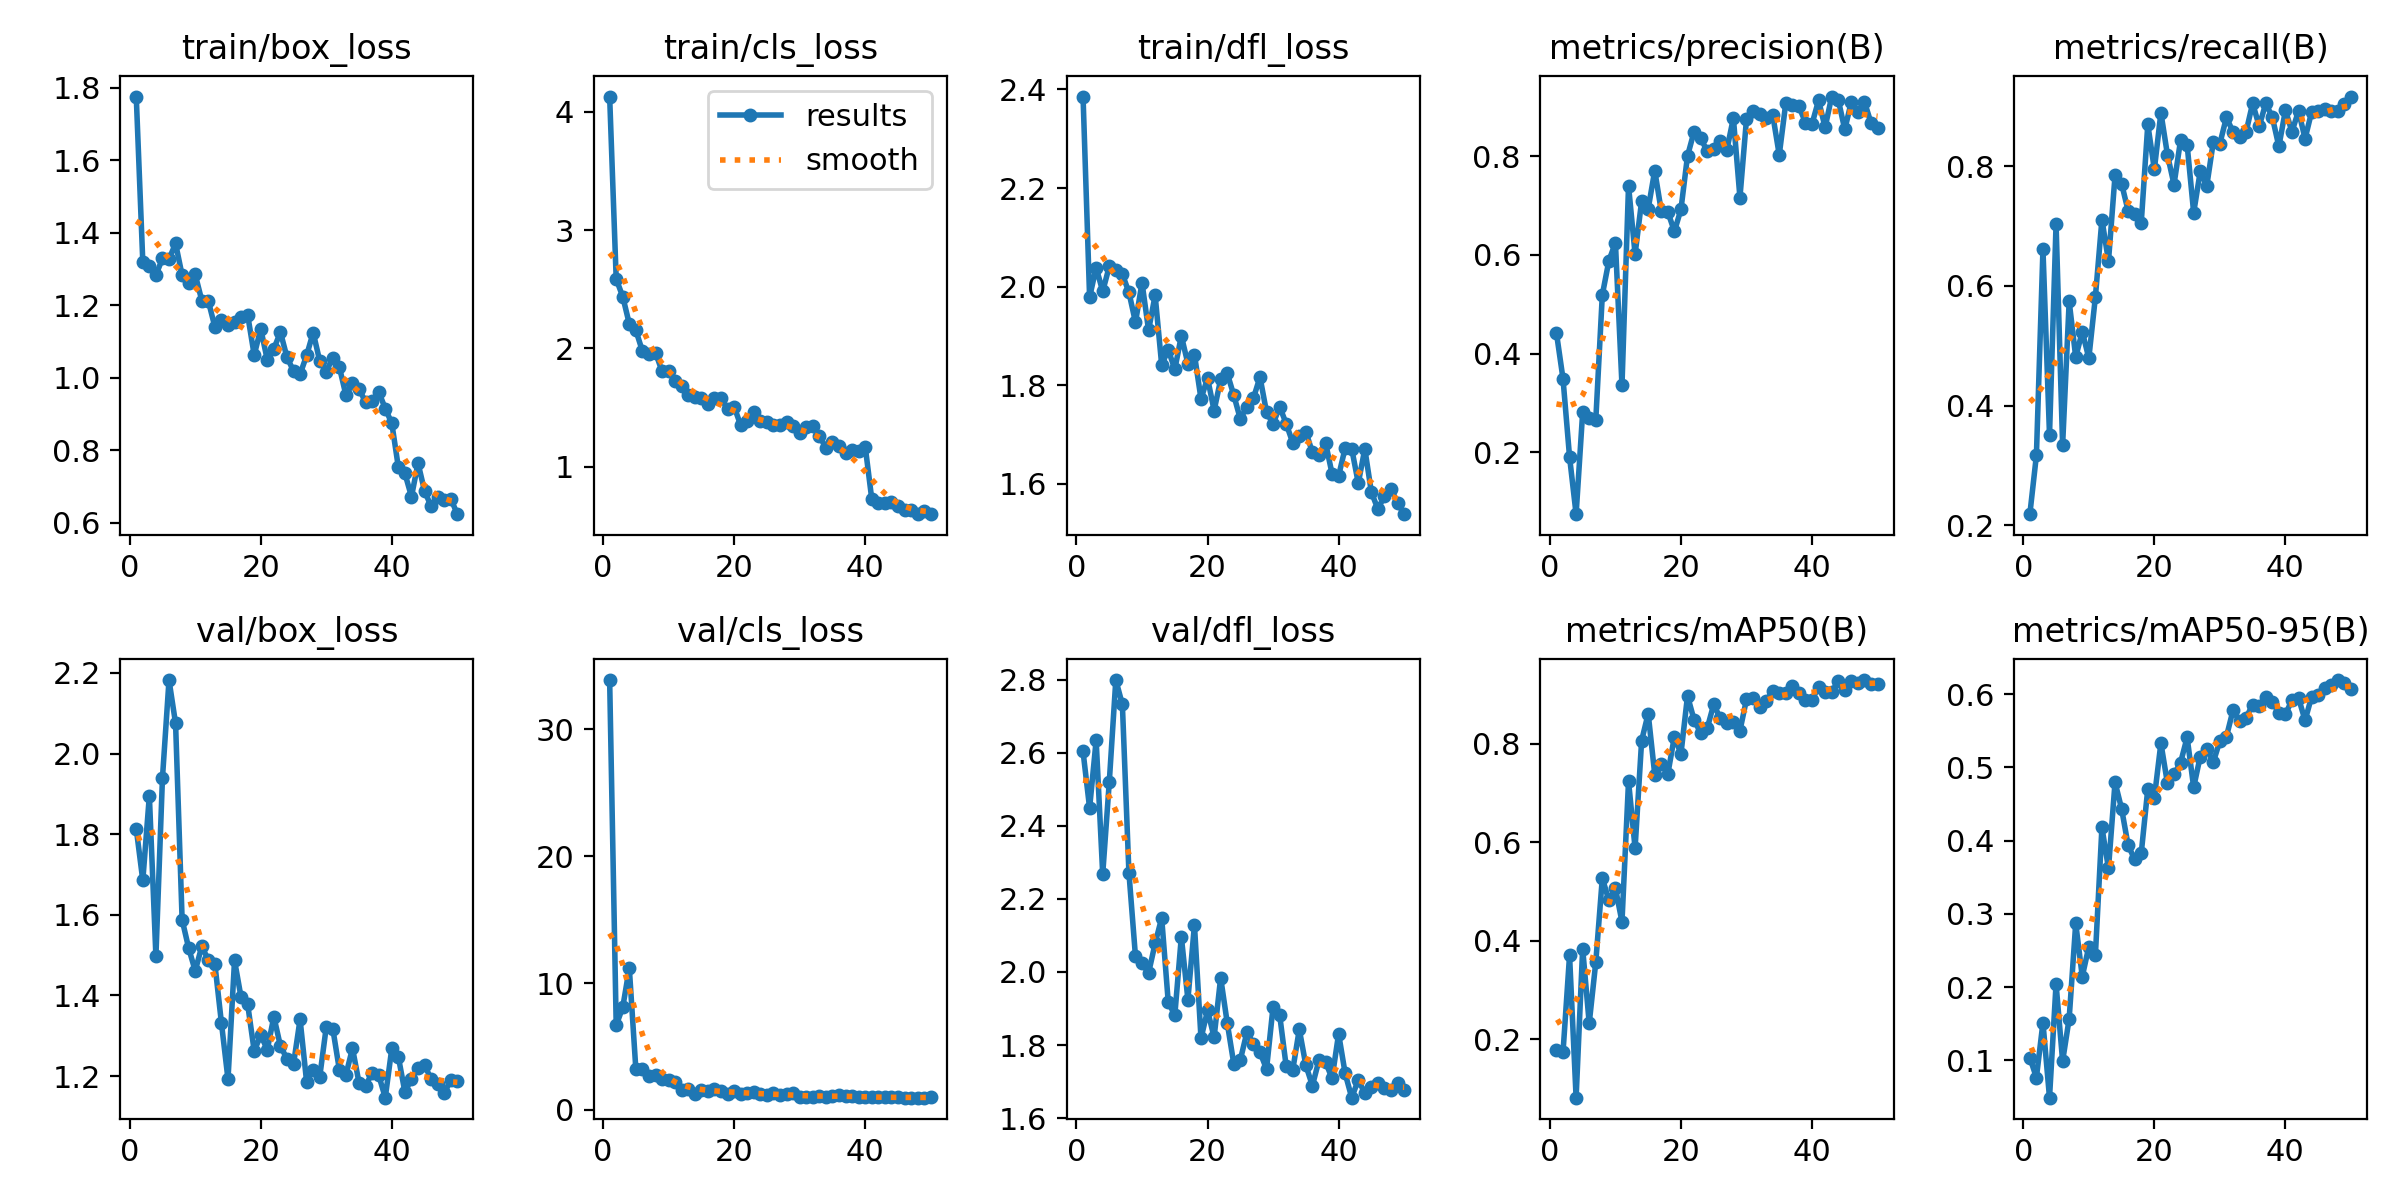 train/box_loss
1.8
1.6
1.4
1.2
1.0
0.8
0.6
0 20 40
train/cls_loss
results
smooth
4
3
2
1
0 20 40
train/dfl_loss
2.4
2.2
2.0
1.8
1.6
0 20 40
metrics/precision(B)
0.8
0.6
0.4
0.2
0 20 40
metrics/recall(B)
0.8
0.6
0.4
0.2
0 20 40
val/box_loss
2.2
2.0
1.8
1.6
1.4
1.2
0 20 40
val/cls_loss
30
20
10
0
0 20 40
val/dfl_loss
2.8
2.6
2.4
2.2
2.0
1.8
1.6
0 20 40
metrics/mAP50(B)
0.8
0.6
0.4
0.2
0 20 40
metrics/mAP50-95(B)
0.6
0.5
0.4
0.3
0.2
0.1
0 20 40